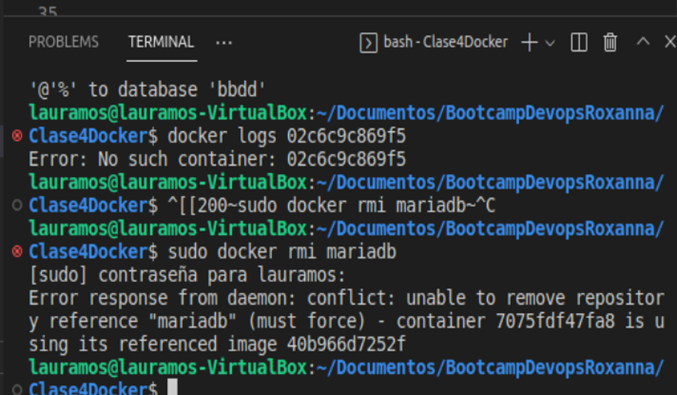 35
PROBLEMS TERMINAL ··· bash - Clase4Docker
'@'%' to database 'bbdd'
lauramos@lauramos-VirtualBox:~/Documentos/BootcampDevopsRoxanna/
Clase4Docker$ docker logs 02c6c9c869f5
Error: No such container: 02c6c9c869f5
lauramos@lauramos-VirtualBox:~/Documentos/BootcampDevopsRoxanna/
Clase4Docker$ ^[[200~sudo docker rmi mariadb~^C
lauramos@lauramos-VirtualBox:~/Documentos/BootcampDevopsRoxanna/
Clase4Docker$ sudo docker rmi mariadb
[sudo] contraseña para lauramos:
Error response from daemon: conflict: unable to remove repositor
y reference "mariadb" (must force) - container 7075fdf47fa8 is u
sing its referenced image 40b966d7252f
lauramos@lauramos-VirtualBox:~/Documentos/BootcampDevopsRoxanna/
Clase4Docker$